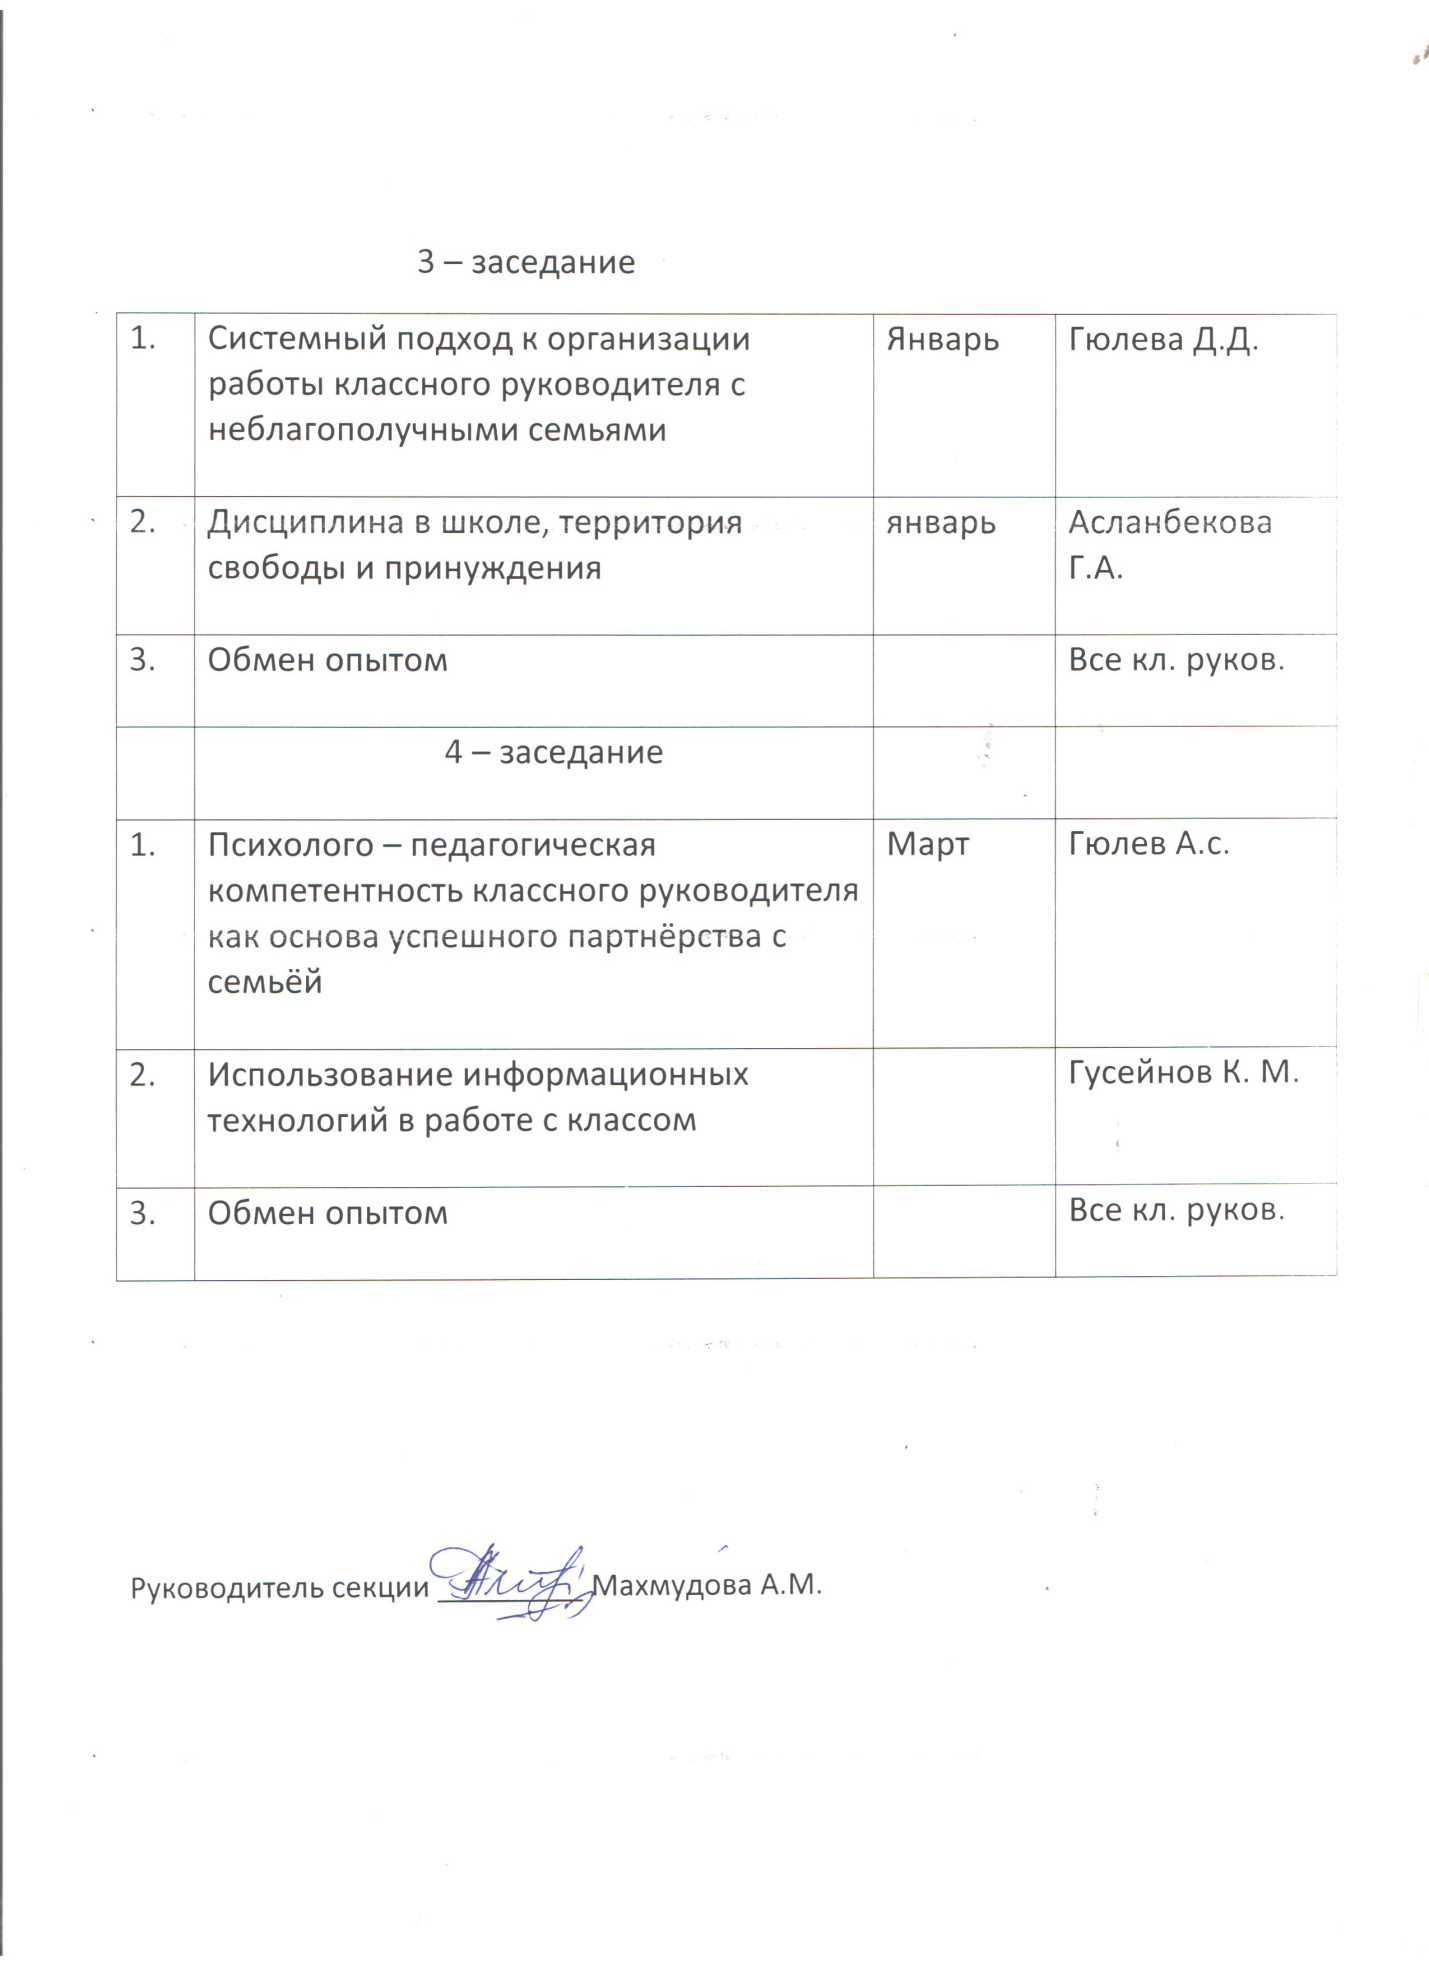 3 – заседание
1. Системный подход к организации Январь Гюлева Д.Д.
работы классного руководителя с
неблагополучными семьями
2. Дисциплина в школе, территория январь Асланбекова
свободы и принуждения Г.А.
3. Обмен опытом Все кл. руков.
4 – заседание
1. Психолого – педагогическая Март Гюлев А.с.
компетентность классного руководителя
как основа успешного партнёрства с
семьёй
2. Использование информационных Гусейнов К. М.
технологий в работе с классом
3. Обмен опытом Все кл. руков.
Руководитель секции Махмудова А.М.